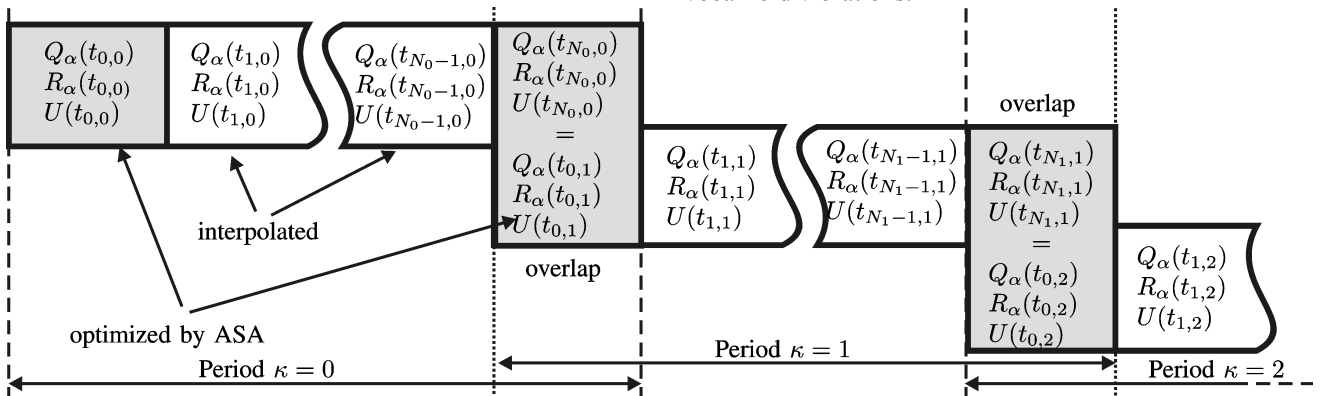 Q_α(t_{0,0})
R_α(t_{0,0})
U(t_{0,0})
Q_α(t_{1,0})
R_α(t_{1,0})
U(t_{1,0})
Q_α(t_{N_0−1,0})
R_α(t_{N_0−1,0})
U(t_{N_0−1,0})
Q_α(t_{N_0,0})
R_α(t_{N_0,0})
U(t_{N_0,0})
=
Q_α(t_{0,1})
R_α(t_{0,1})
U(t_{0,1})
overlap
Q_α(t_{1,1})
R_α(t_{1,1})
U(t_{1,1})
Q_α(t_{N_1−1,1})
R_α(t_{N_1−1,1})
U(t_{N_1−1,1})
overlap
Q_α(t_{N_1,1})
R_α(t_{N_1,1})
U(t_{N_1,1})
=
Q_α(t_{0,2})
R_α(t_{0,2})
U(t_{0,2})
Q_α(t_{1,2})
R_α(t_{1,2})
U(t_{1,2})
interpolated
optimized by ASA
Period κ = 0
Period κ = 1
Period κ = 2